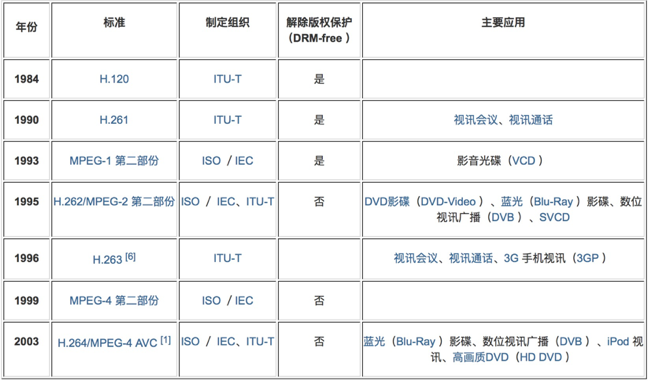 年份 标准 制定组织 解除版权保护
（DRM-free ） 主要应用
1984 H.120 ITU-T 是
1990 H.261 ITU-T 是 视讯会议、视讯通话
1993 MPEG-1 第二部份 ISO ／IEC 是 影音光碟（VCD ）
1995 H.262/MPEG-2 第二部份 ISO ／ IEC、ITU-T 否 DVD影碟（DVD-Video ）、蓝光（Blu-Ray ）影碟、数位
视讯广播（DVB ）、SVCD
1996 H.263 [6] ITU-T 视讯会议、视讯通话、3G 手机视讯（3GP ）
1999 MPEG-4 第二部份 ISO ／IEC 否
2003 H.264/MPEG-4 AVC [1] ISO ／ IEC、ITU-T 否 蓝光（Blu-Ray ）影碟、数位视讯广播（DVB ）、iPod 视
讯、高画质DVD（HD DVD ）